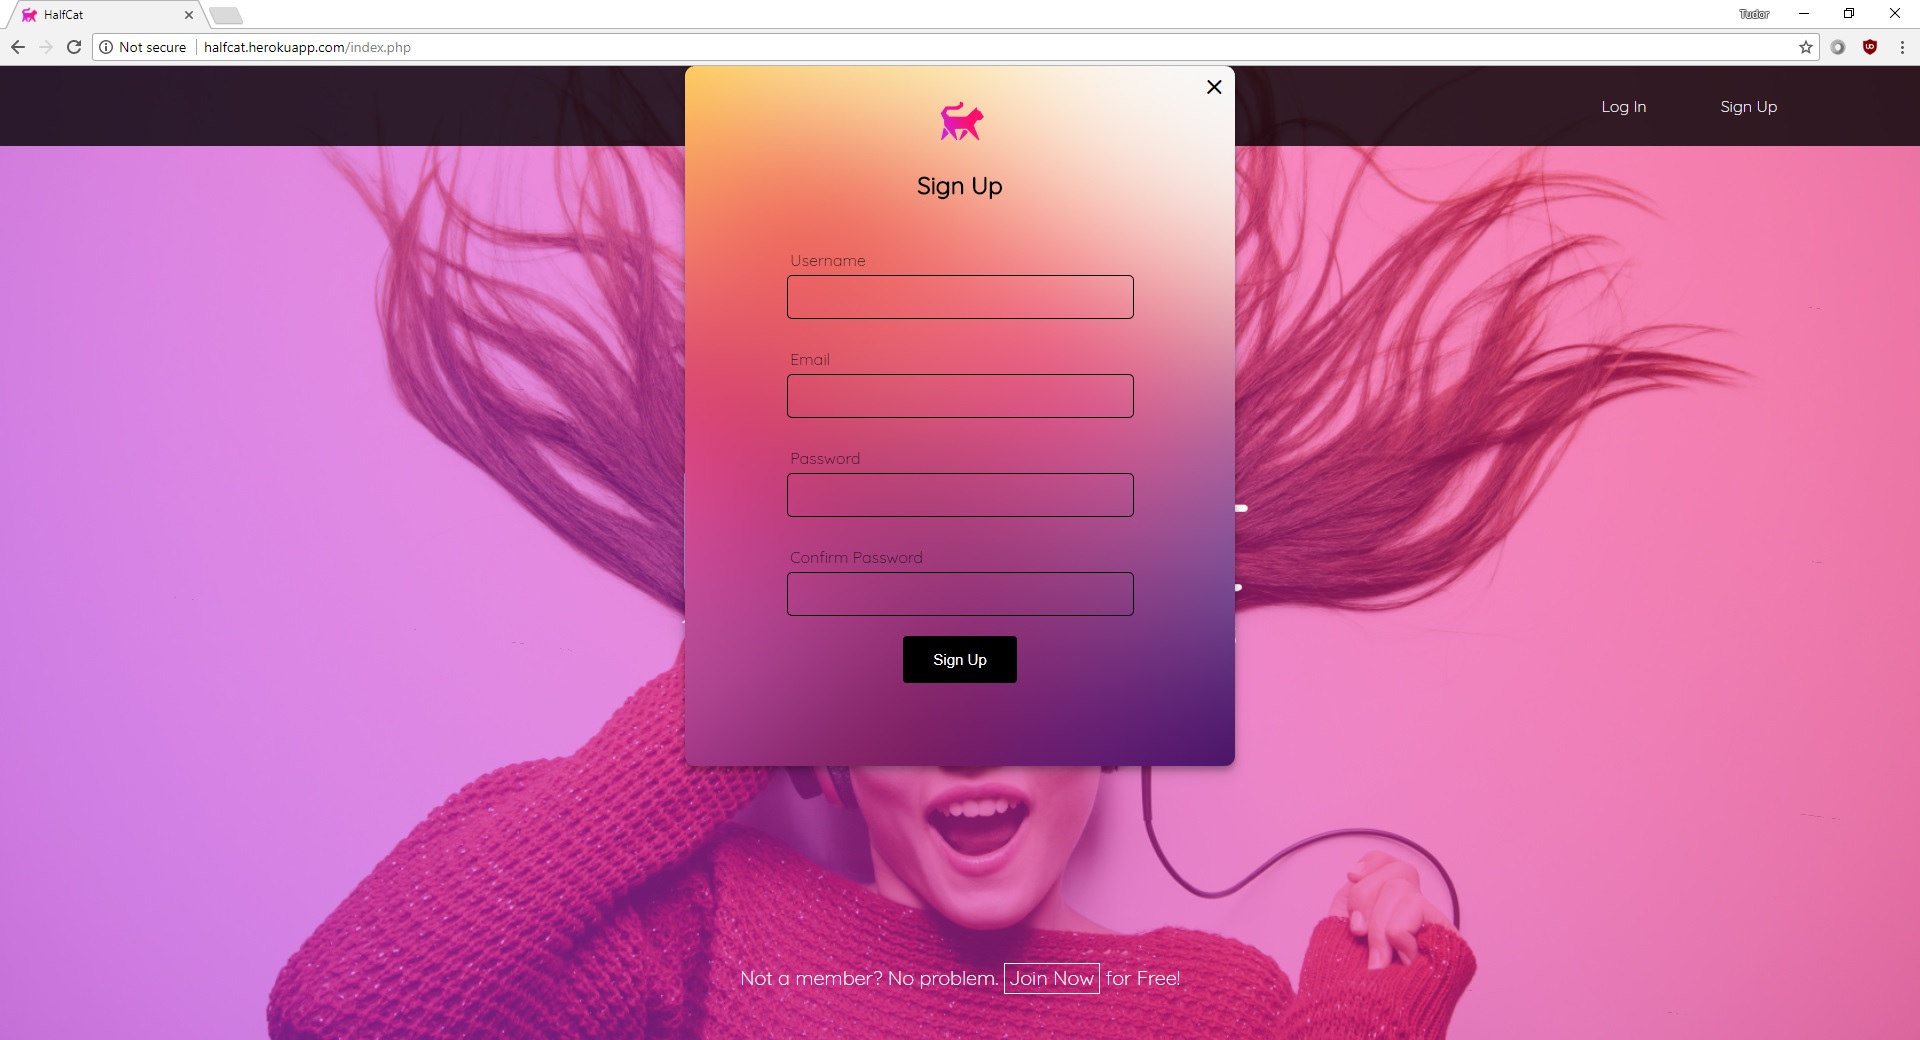 HalfCat
Tudor
Not secure
halfcat.herokuapp.com/index.php
Log In
Sign Up
Sign Up
Username
Email
Password
Confirm Password
Sign Up
Not a member? No problem. Join Now for Free!